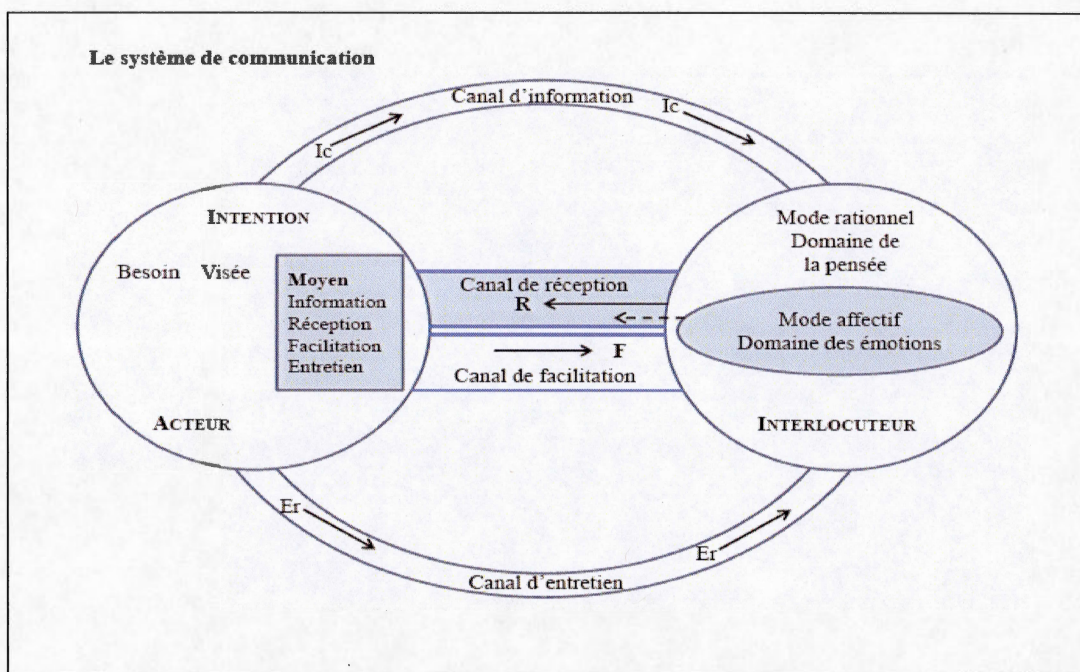 Le système de communication
Canal d'information
Ic
Ic
INTENTION
Besoin Visée
Moyen
Information
Réception
Facilitation
Entretien
ACTEUR
Canal de réception
R
F
Canal de facilitation
Mode rationnel
Domaine de
la pensée
Mode affectif
Domaine des émotions
INTERLOCUTEUR
Er
Er
Canal d'entretien